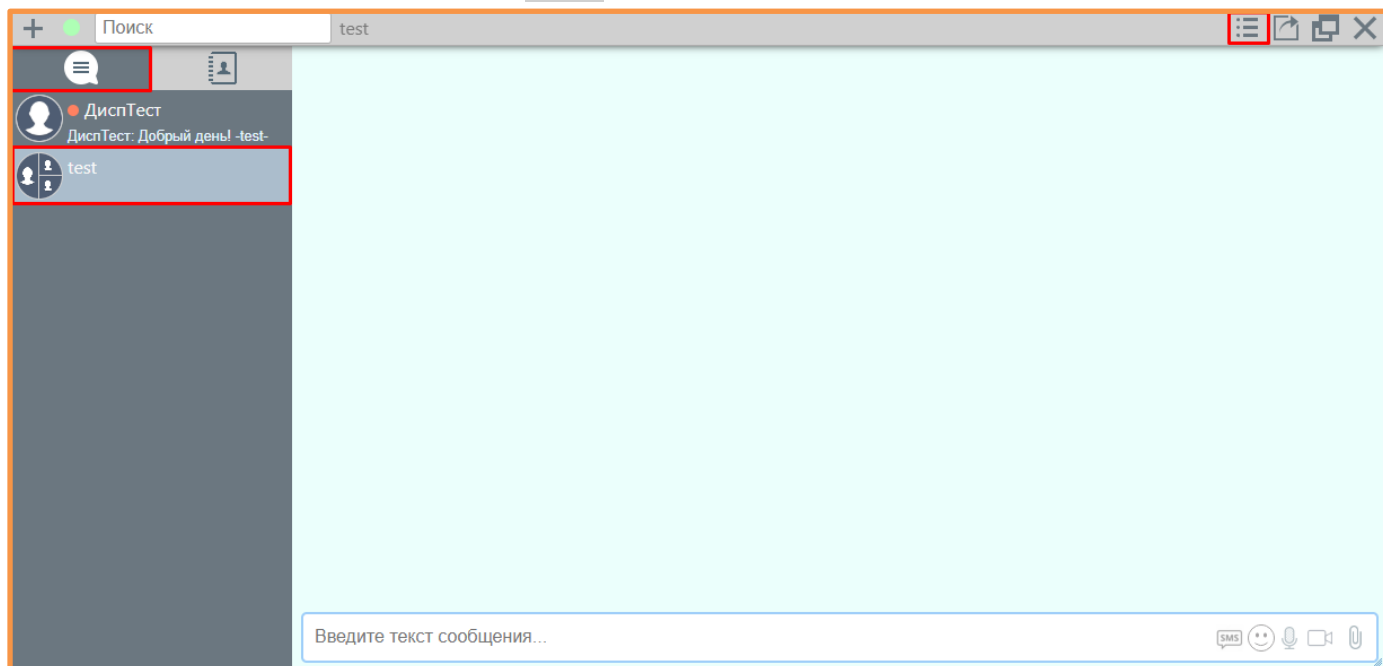 Поиск
test
ДиспТест
ДиспТест: Добрый день! -test-
test
Введите текст сообщения...
SMS